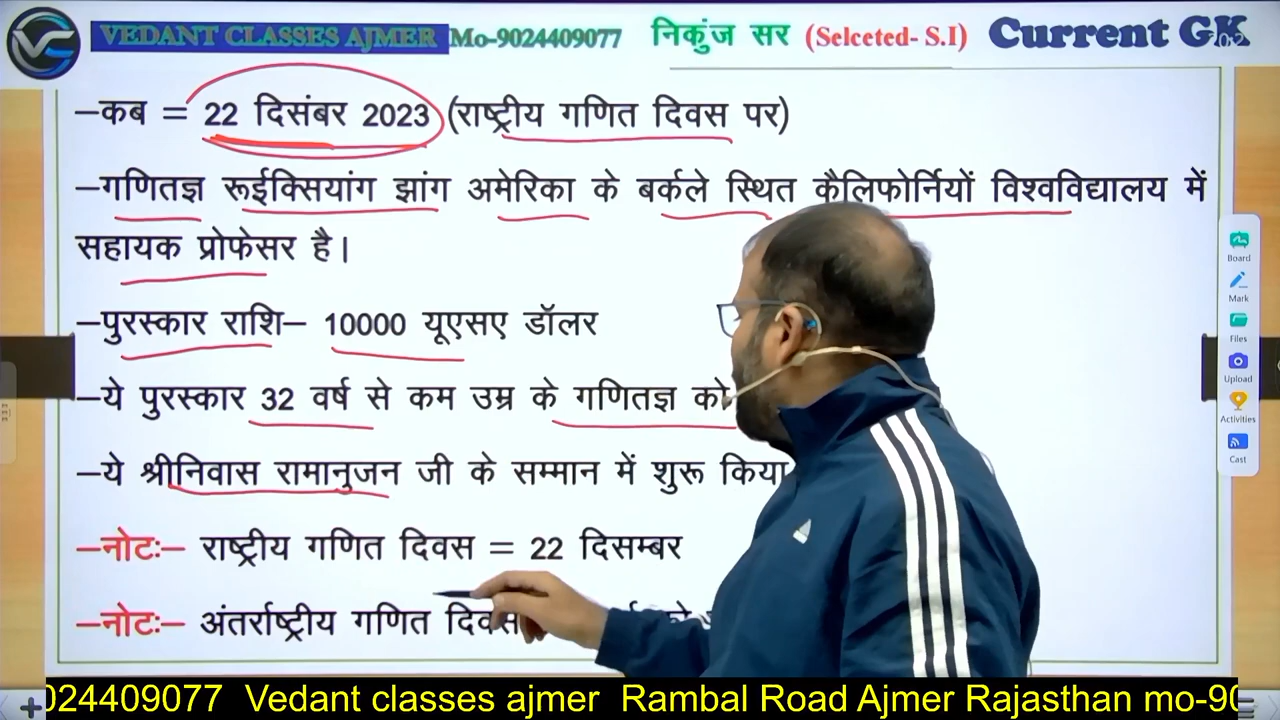 VEDANT CLASSES AJMER Mo-9024409077 निकुंज सर (Selceted- S.I) Current GK
–कब = 22 दिसंबर 2023 (राष्ट्रीय गणित दिवस पर)
–गणितज्ञ रूईक्सियांग झांग अमेरिका के बर्कले स्थित कैलिफोर्नियों विश्वविद्यालय में
सहायक प्रोफेसर है।
–पुरस्कार राशि– 10000 यूएसए डॉलर
–ये पुरस्कार 32 वर्ष से कम उम्र के गणितज्ञ को
–ये श्रीनिवास रामानुजन जी के सम्मान में शुरू किया
–नोटः– राष्ट्रीय गणित दिवस = 22 दिसम्बर
–नोटः– अंतर्राष्ट्रीय गणित दिवस
Board
Mark
Files
Upload
Activities
Cast
024409077 Vedant classes ajmer Rambal Road Ajmer Rajasthan mo-90